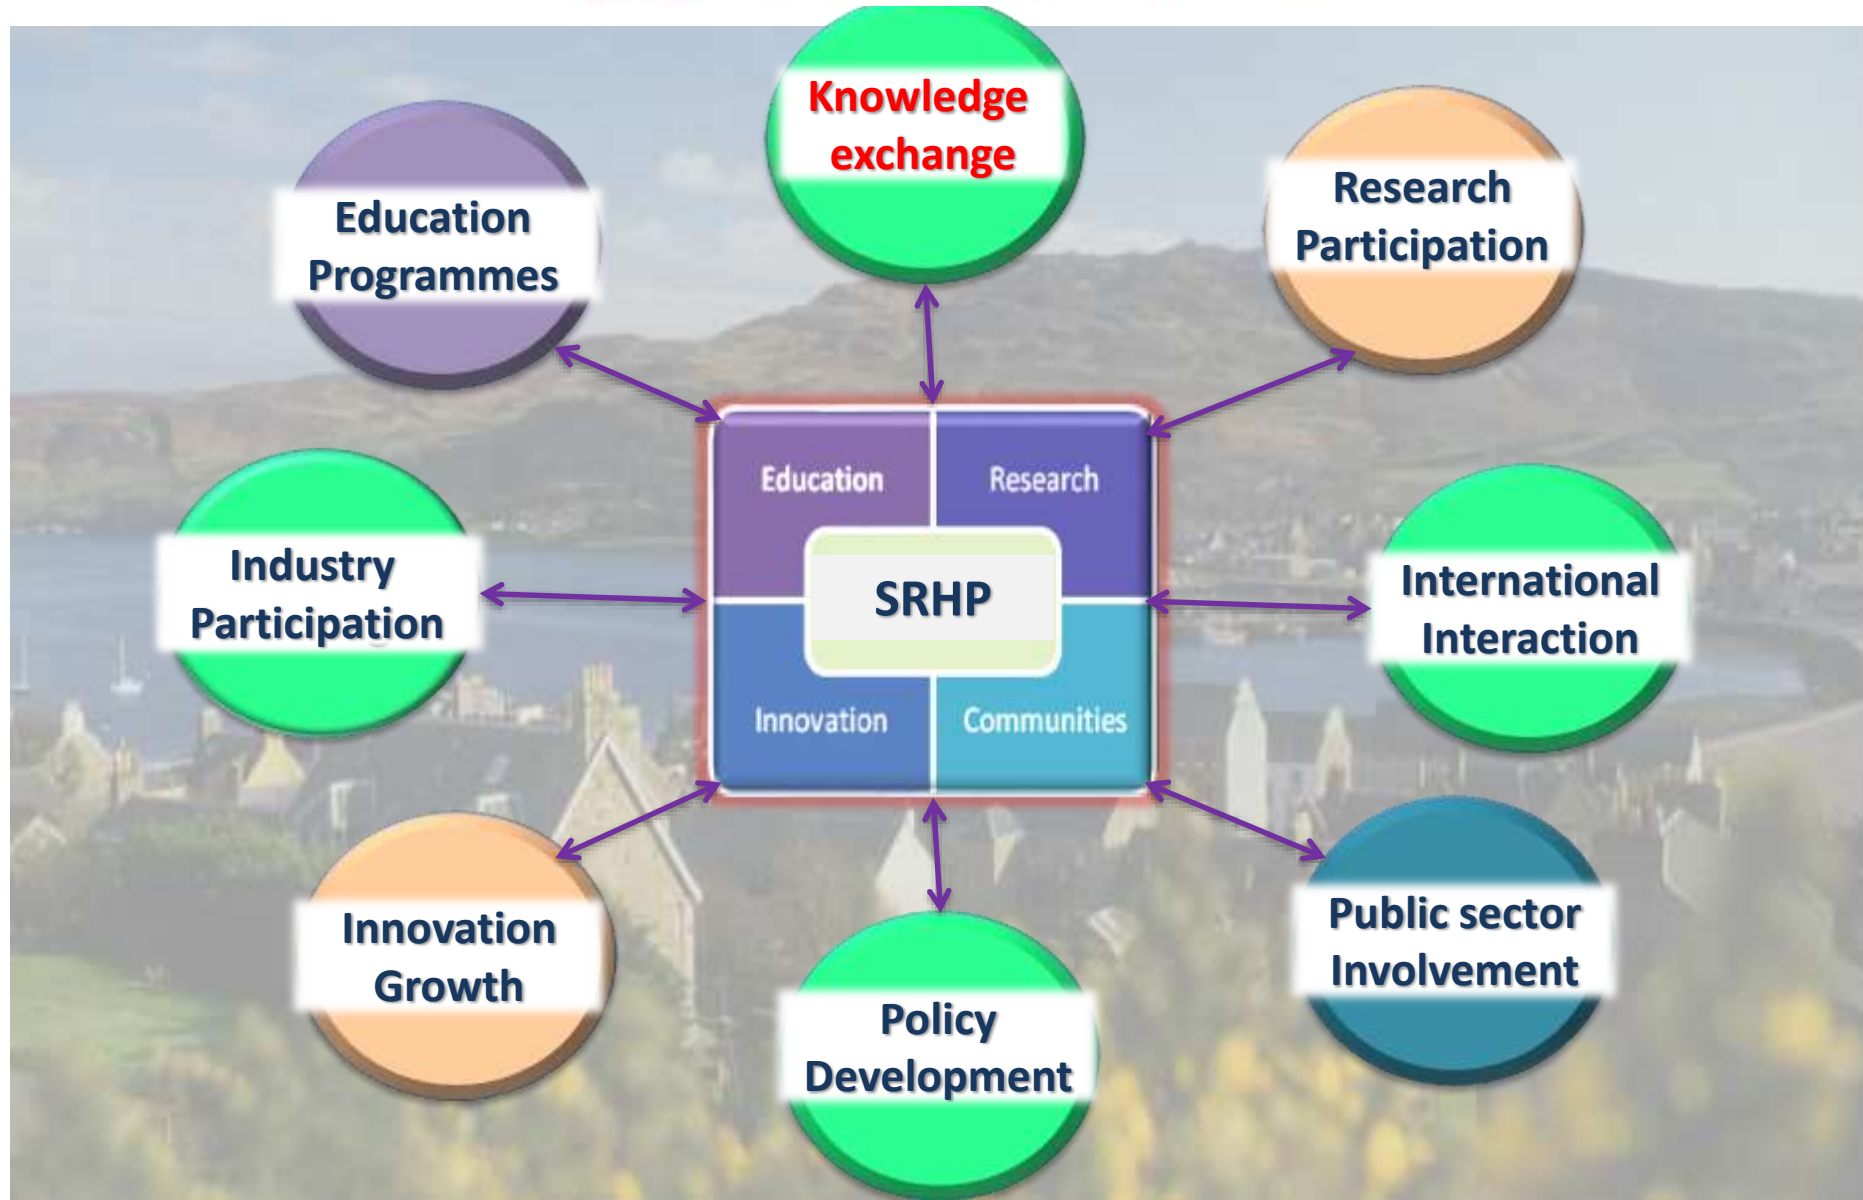 Knowledge
exchange
Education
Programmes
Research
Participation
Education
Research
SRHP
Industry
Participation
International
Interaction
Innovation
Communities
Innovation
Growth
Public sector
Involvement
Policy
Development